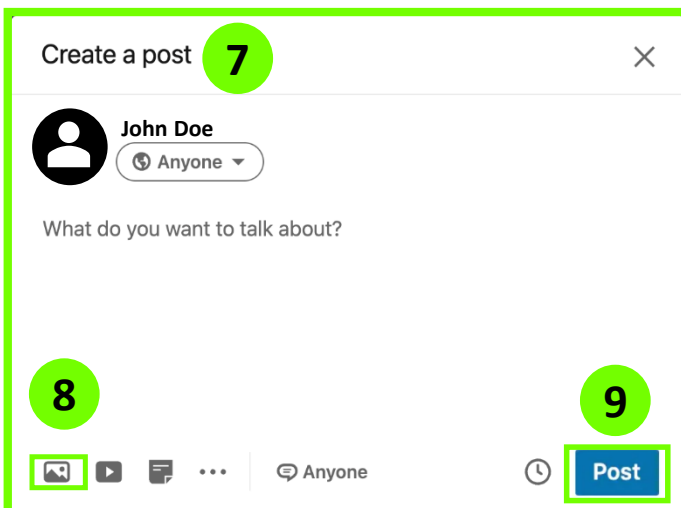 Create a post 7
John Doe
Anyone
What do you want to talk about?
8
9
Anyone
Post